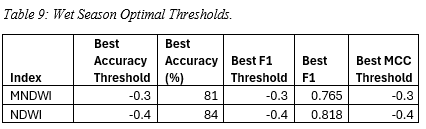 Table 9: Wet Season Optimal Thresholds.
Index Best Accuracy Threshold Best Accuracy (%) Best F1 Threshold Best F1 Best MCC Threshold
MNDWI -0.3 81 -0.3 0.765 -0.3
NDWI -0.4 84 -0.4 0.818 -0.4